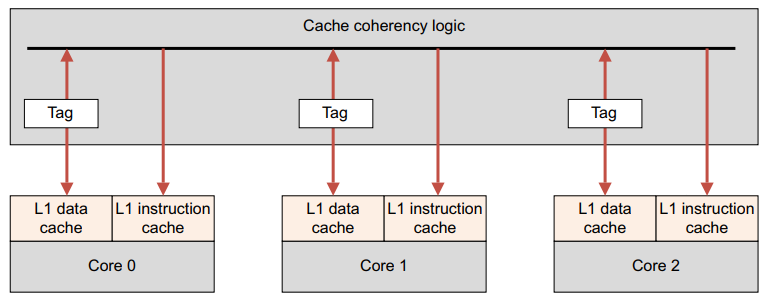 Cache coherency logic
Tag
Tag
Tag
L1 data
cache
L1 instruction
cache
L1 data
cache
L1 instruction
cache
L1 data
cache
L1 instruction
cache
Core 0
Core 1
Core 2